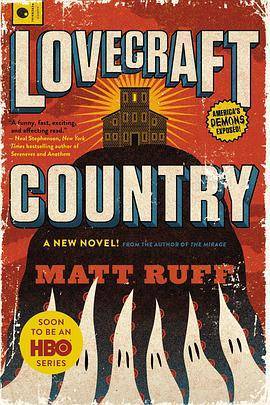 LOVECRAFT
"A funny, fast, exciting,
and affecting read."
— Neal Stephenson, New York
Times bestselling author of
Seveneves and Anathem
AMERICA'S
DEMONS
EXPOSED!
COUNTRY
A NEW NOVEL! FROM THE AUTHOR OF THE MIRAGE
MATT RUFF
SOON
TO BE AN
HBO
SERIES